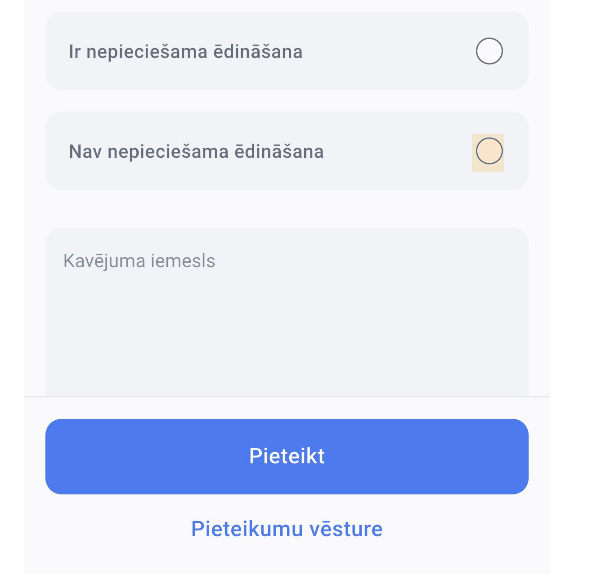 Ir nepieciešama ēdināšana
Nav nepieciešama ēdināšana
Kavējuma iemesls
Pieteikt
Pieteikumu vēsture